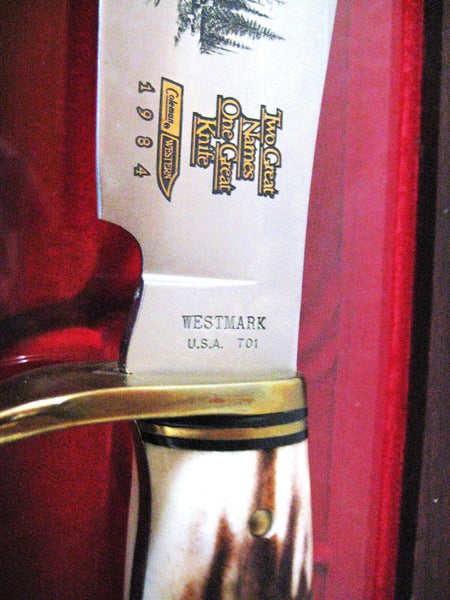 Two Great
Names
One Great
Knife
Coleman
WESTERN
1984
WESTMARK
U.S.A. 701